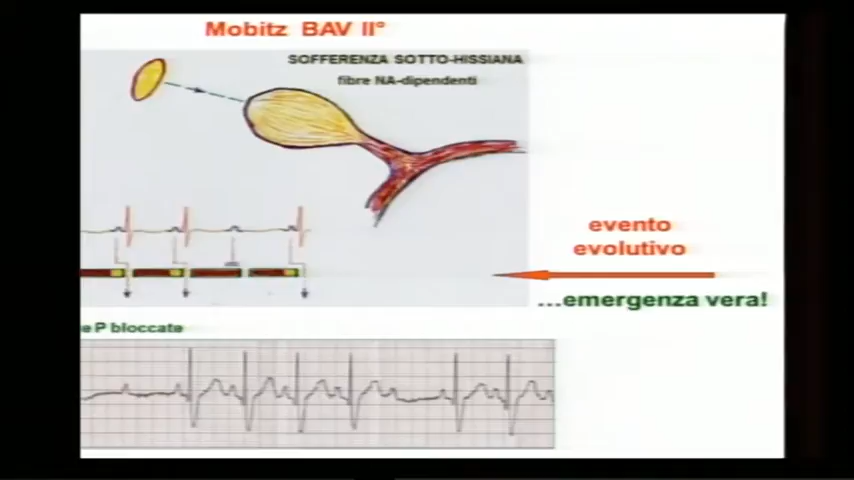 Mobitz BAV II°
SOFFERENZA SOTTO-HISSIANA
fibre NA-dipendenti
evento
evolutivo
...emergenza vera!
e P bloccate